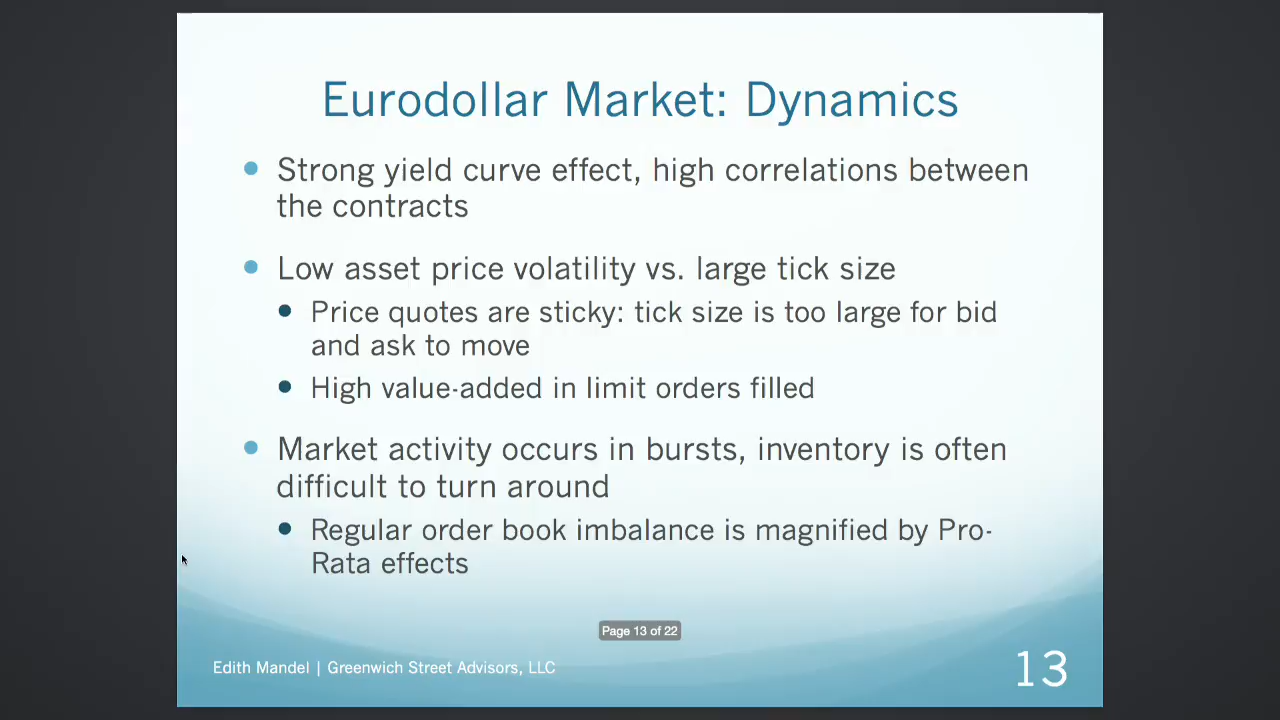 Eurodollar Market: Dynamics
Strong yield curve effect, high correlations between
the contracts
Low asset price volatility vs. large tick size
Price quotes are sticky: tick size is too large for bid
and ask to move
High value-added in limit orders filled
Market activity occurs in bursts, inventory is often
difficult to turn around
Regular order book imbalance is magnified by Pro-
Rata effects
Page 13 of 22
Edith Mandel | Greenwich Street Advisors, LLC
13